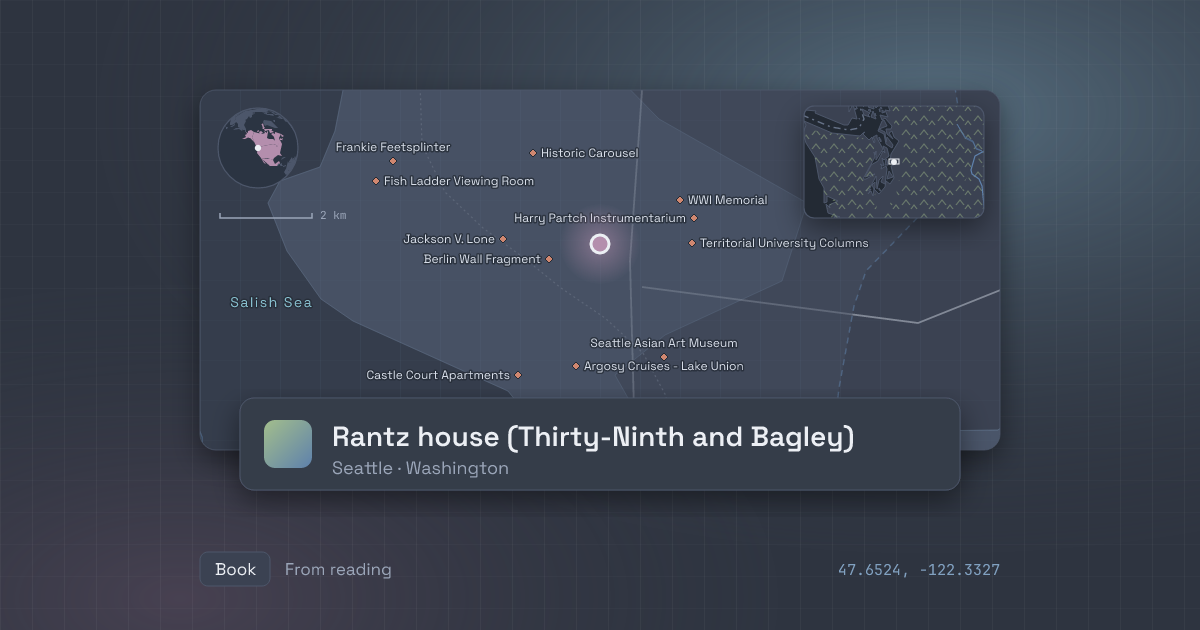 Frankie Feetsplinter
Historic Carousel
Fish Ladder Viewing Room
WWI Memorial
2 km
Harry Partch Instrumentarium
Jackson V. Lone
Territorial University Columns
Berlin Wall Fragment
Salish Sea
Seattle Asian Art Museum
Argosy Cruises - Lake Union
Castle Court Apartments
Rantz house (Thirty-Ninth and Bagley)
Seattle · Washington
Book
From reading
47.6524, -122.3327